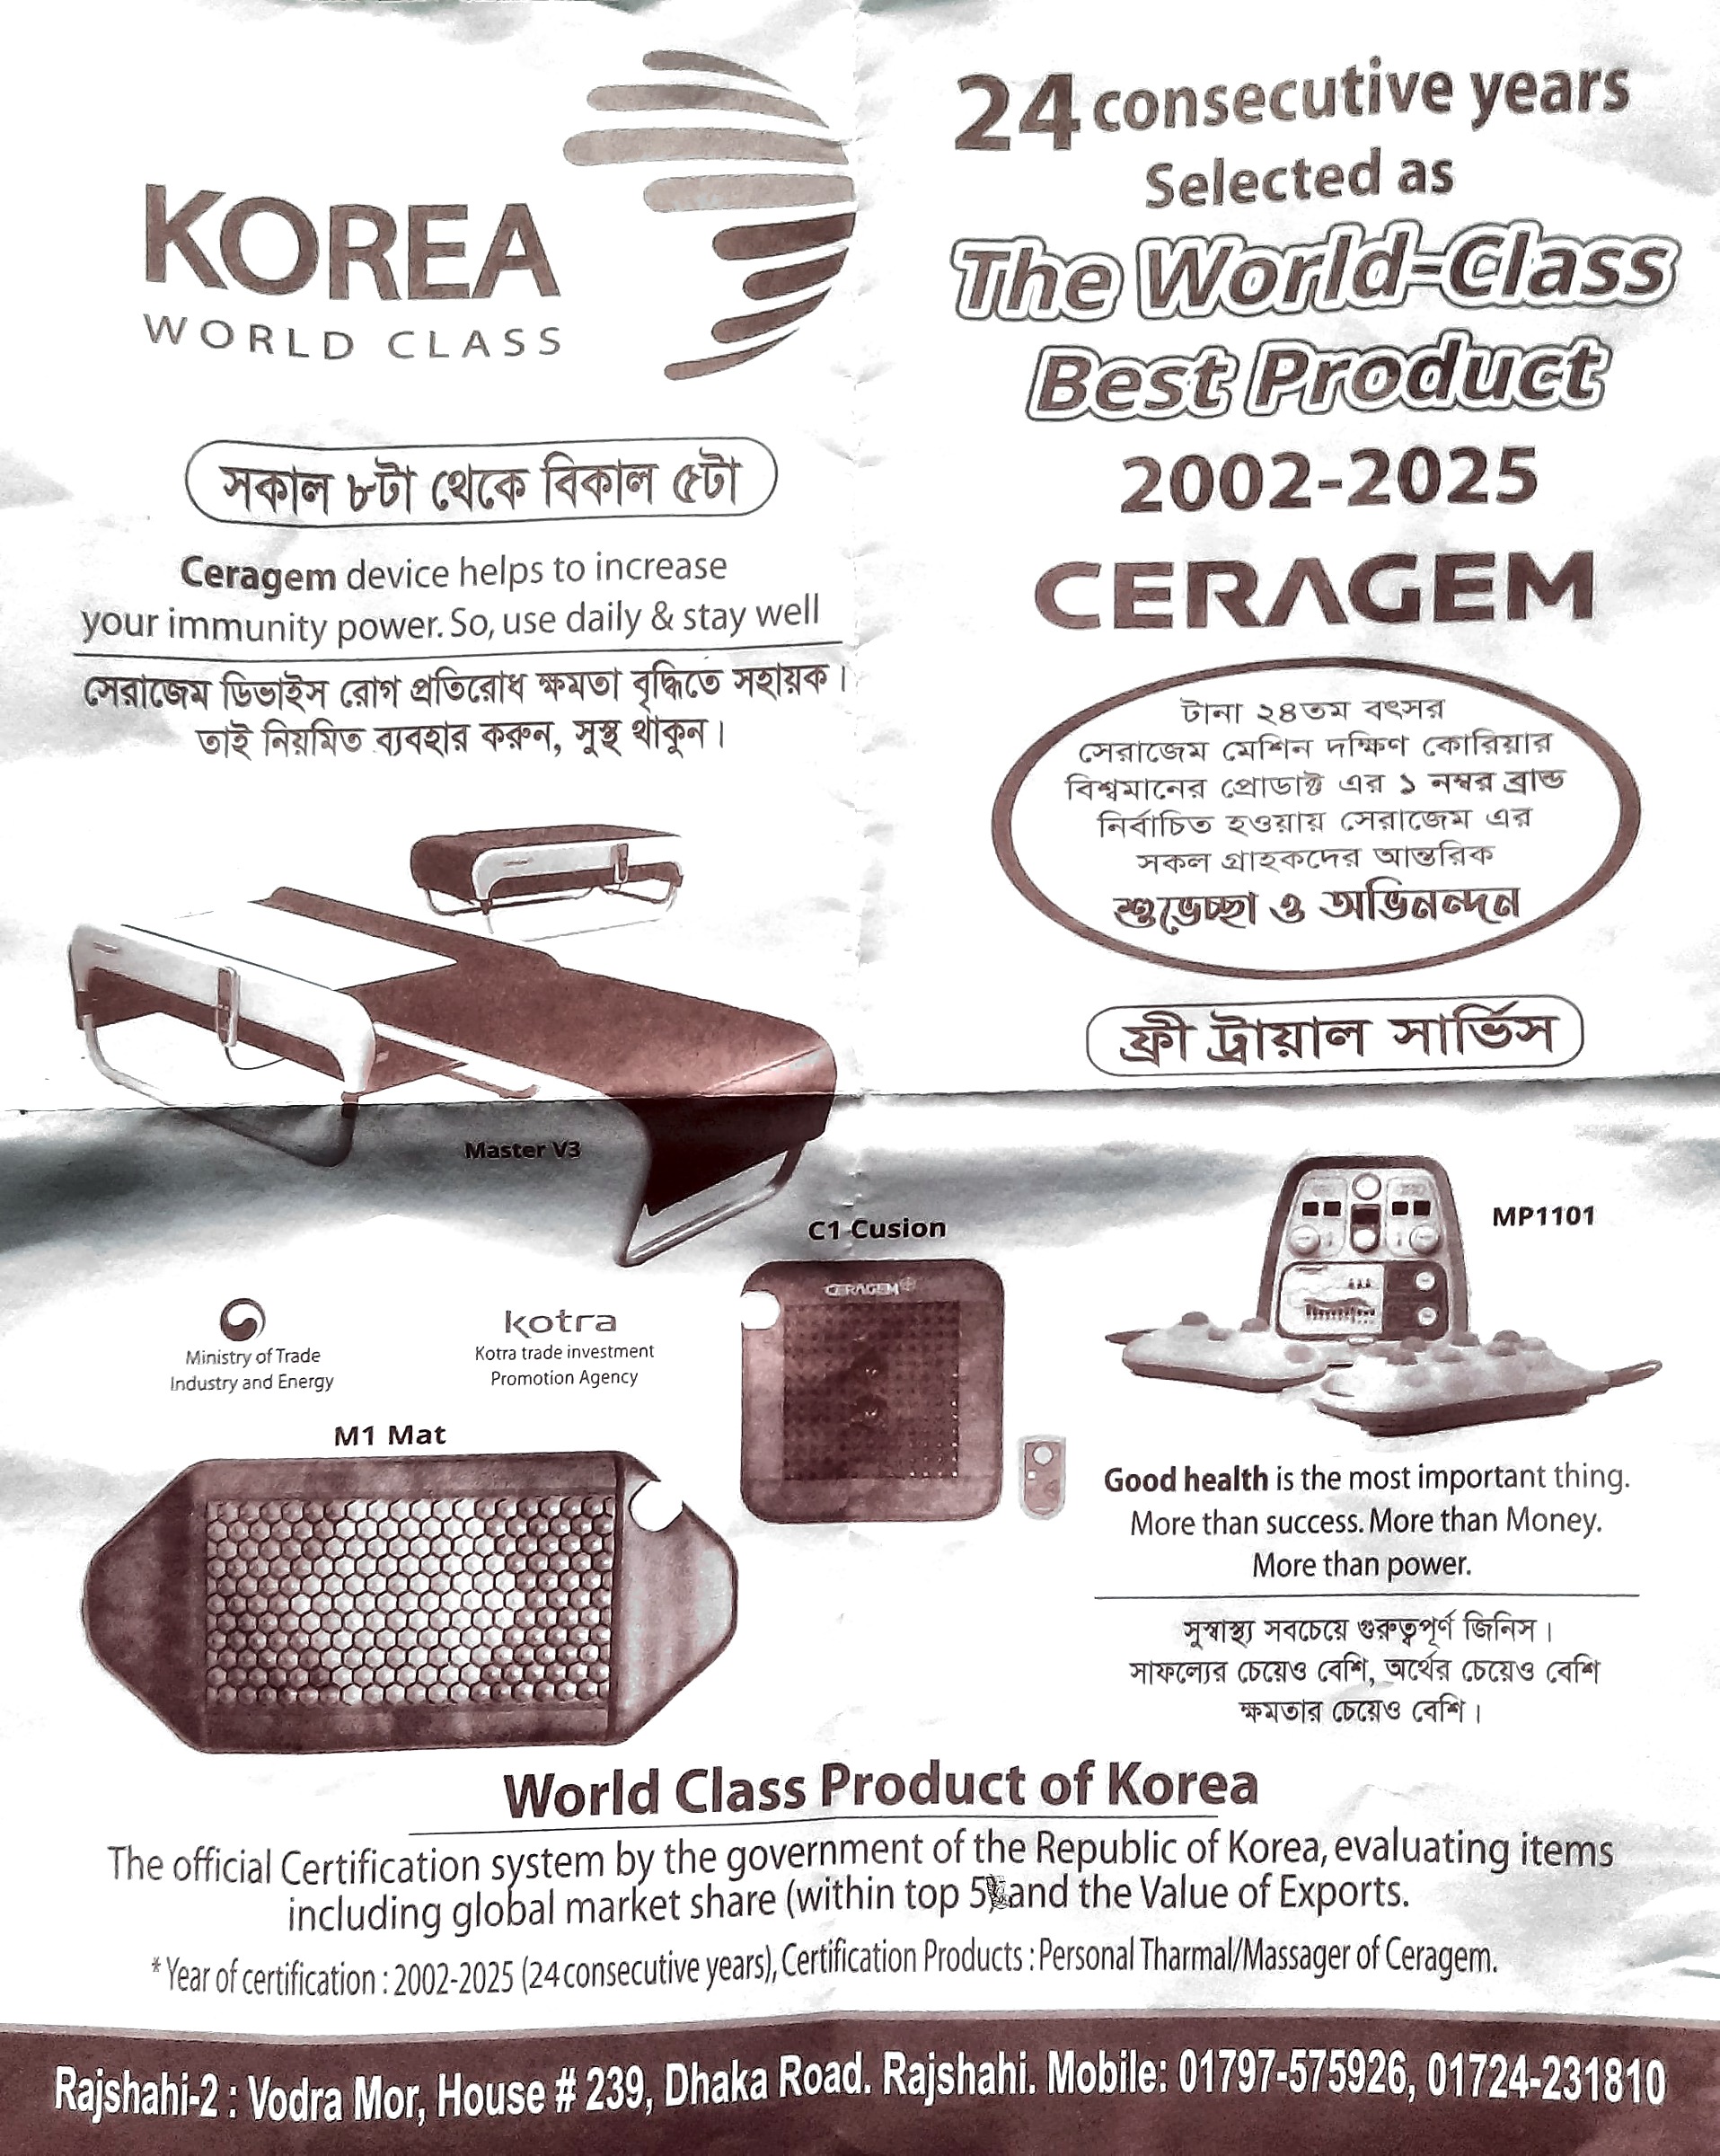 KOREA
WORLD CLASS
সকাল ৮টা থেকে বিকাল ৫টা
Ceragem device helps to increase
your immunity power. So, use daily & stay well
সেরাজেম ডিভাইস রোগ প্রতিরোধ ক্ষমতা বৃদ্ধিতে সহায়ক।
তাই নিয়মিত ব্যবহার করুন, সুস্থ থাকুন।
24 consecutive years
Selected as
The World-Class
Best Product
2002-2025
CERAGEM
টানা ২৪তম বৎসর
সেরাজেম মেশিন দক্ষিণ কোরিয়ার
বিশ্বমানের প্রোডাক্ট এর ১ নম্বর ব্রান্ড
নির্বাচিত হওয়ায় সেরাজেম এর
সকল গ্রাহকদের আন্তরিক
শুভেচ্ছা ও অভিনন্দন
ফ্রী ট্রায়াল সার্ভিস
Master V3
C1 Cusion
CERAGEM
MP1101
Ministry of Trade
Industry and Energy
kotra
Kotra trade investment
Promotion Agency
M1 Mat
Good health is the most important thing.
More than success. More than Money.
More than power.
সুস্বাস্থ্য সবচেয়ে গুরুত্বপূর্ণ জিনিস।
সাফল্যের চেয়েও বেশি, অর্থের চেয়েও বেশি
ক্ষমতার চেয়েও বেশি।
World Class Product of Korea
The official Certification system by the government of the Republic of Korea, evaluating items
including global market share (within top 5 and the Value of Exports.
* Year of certification : 2002-2025 (24 consecutive years), Certification Products : Personal Tharmal/Massager of Ceragem.
Rajshahi-2 : Vodra Mor, House # 239, Dhaka Road. Rajshahi. Mobile: 01797-575926, 01724-231810